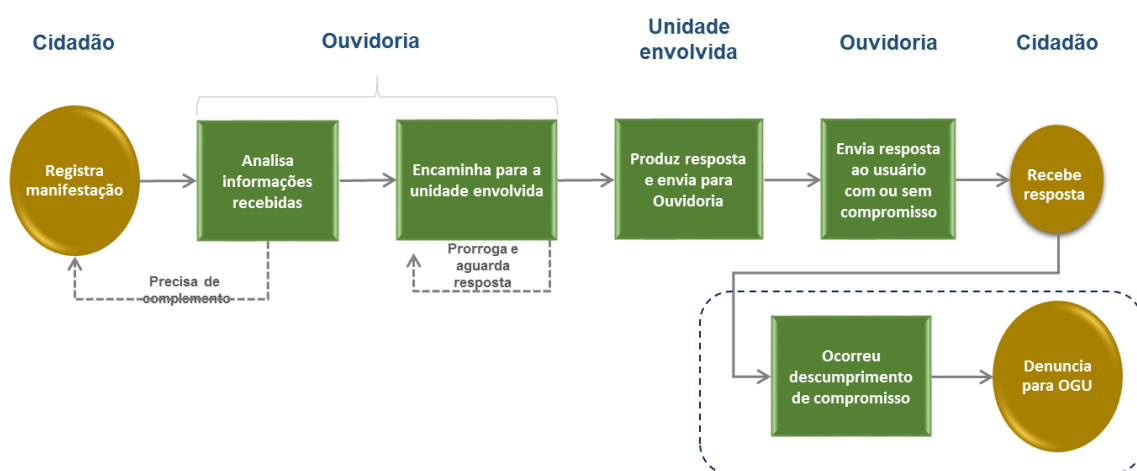 Cidadão
Ouvidoria
Unidade
envolvida
Ouvidoria
Cidadão
Registra
manifestação
Analisa
informações
recebidas
Encaminha para a
unidade envolvida
Produz resposta
e envia para
Ouvidoria
Envia resposta
ao usuário
com ou sem
compromisso
Recebe
resposta
Precisa de
complemento
Prorroga e
aguarda
resposta
Ocorreu
descumprimento
de compromisso
Denuncia
para OGU